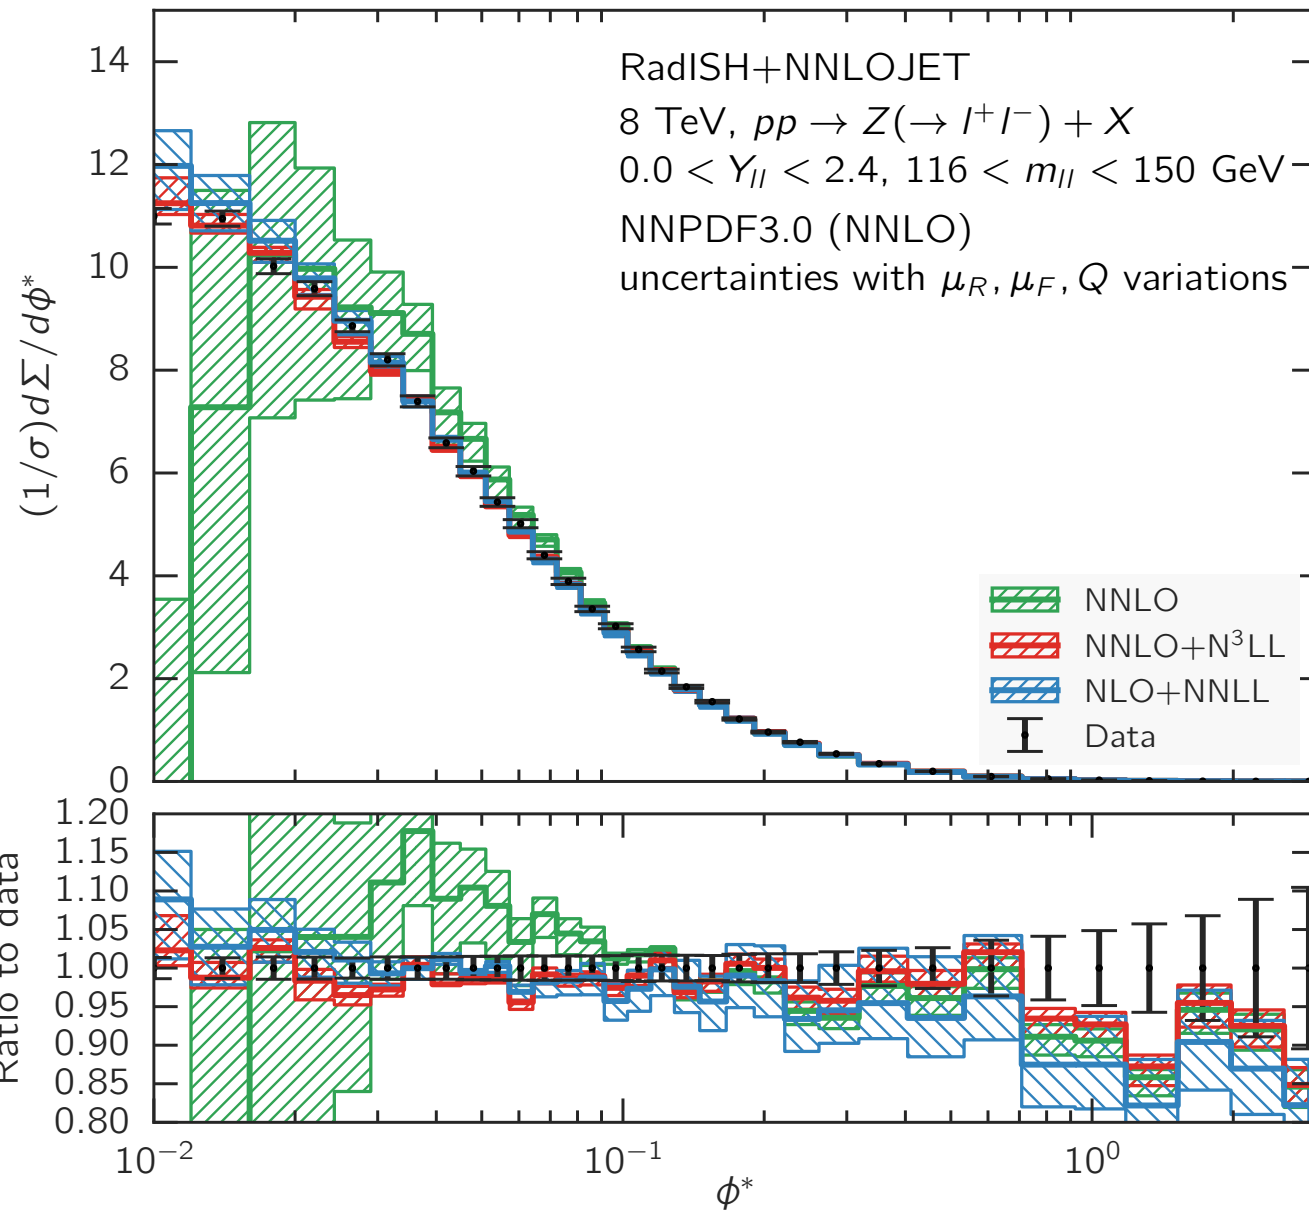 14
12
10
8
6
4
2
0
(1/σ)dΣ/dϕ*
RadISH+NNLOJET
8 TeV, pp → Z(→ l⁺l⁻) + X
0.0 < Y_ll < 2.4, 116 < m_ll < 150 GeV
NNPDF3.0 (NNLO)
uncertainties with μ_R, μ_F, Q variations
NNLO
NNLO+N³LL
NLO+NNLL
Data
1.20
1.15
1.10
1.05
1.00
0.95
0.90
0.85
0.80
Ratio to data
10⁻² 10⁻¹ 10⁰
ϕ*